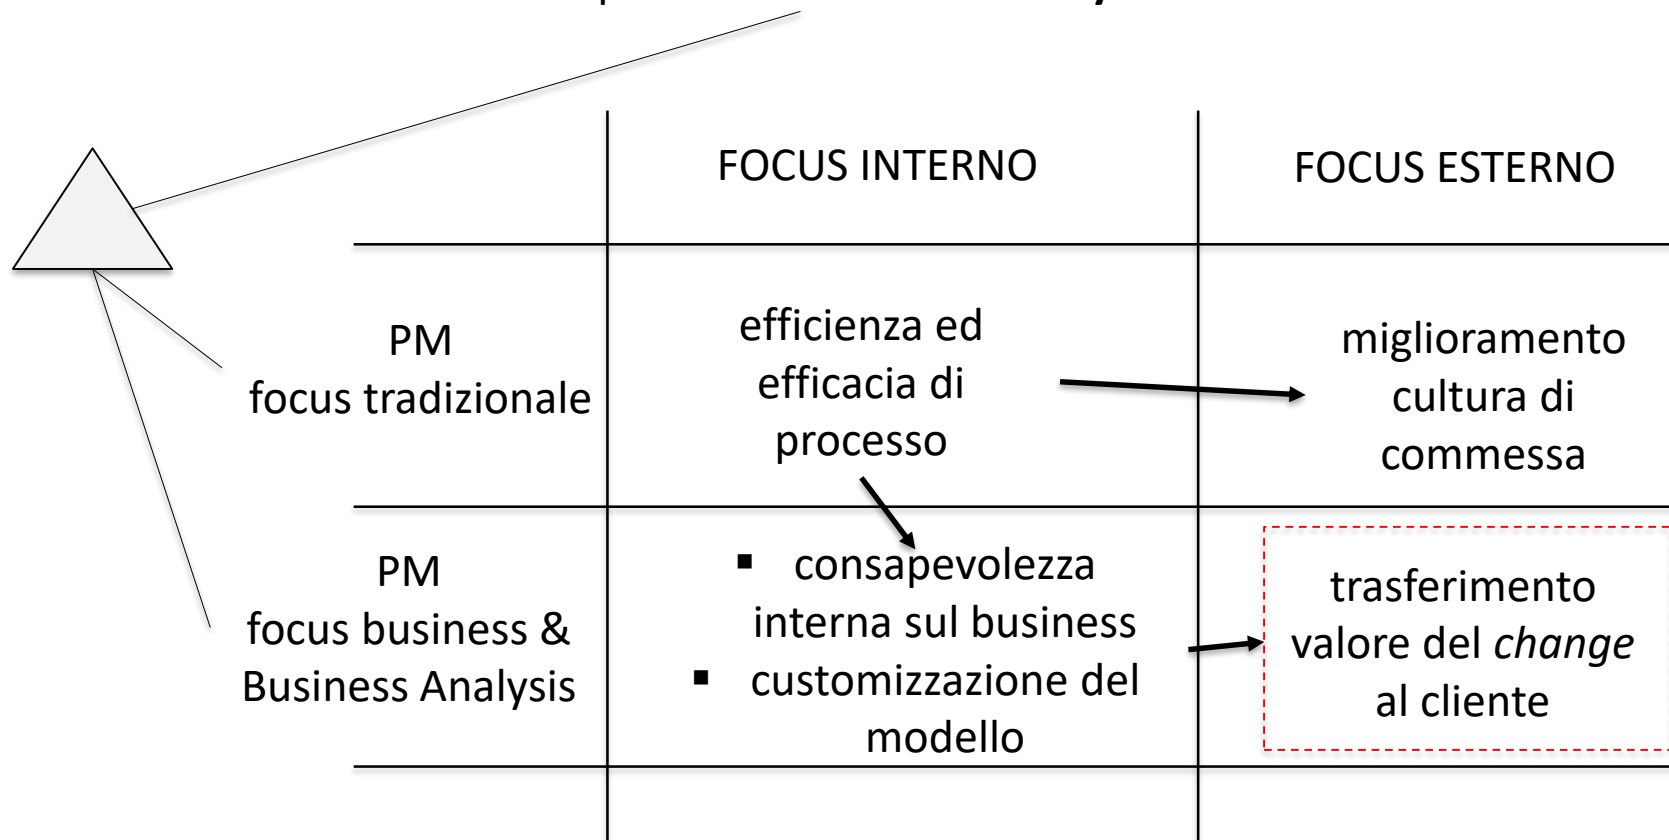 FOCUS INTERNO
FOCUS ESTERNO
PM
focus tradizionale
efficienza ed
efficacia di
processo
miglioramento
cultura di
commessa
PM
focus business &
Business Analysis
▪ consapevolezza
interna sul business
▪ customizzazione del
modello
trasferimento
valore del change
al cliente